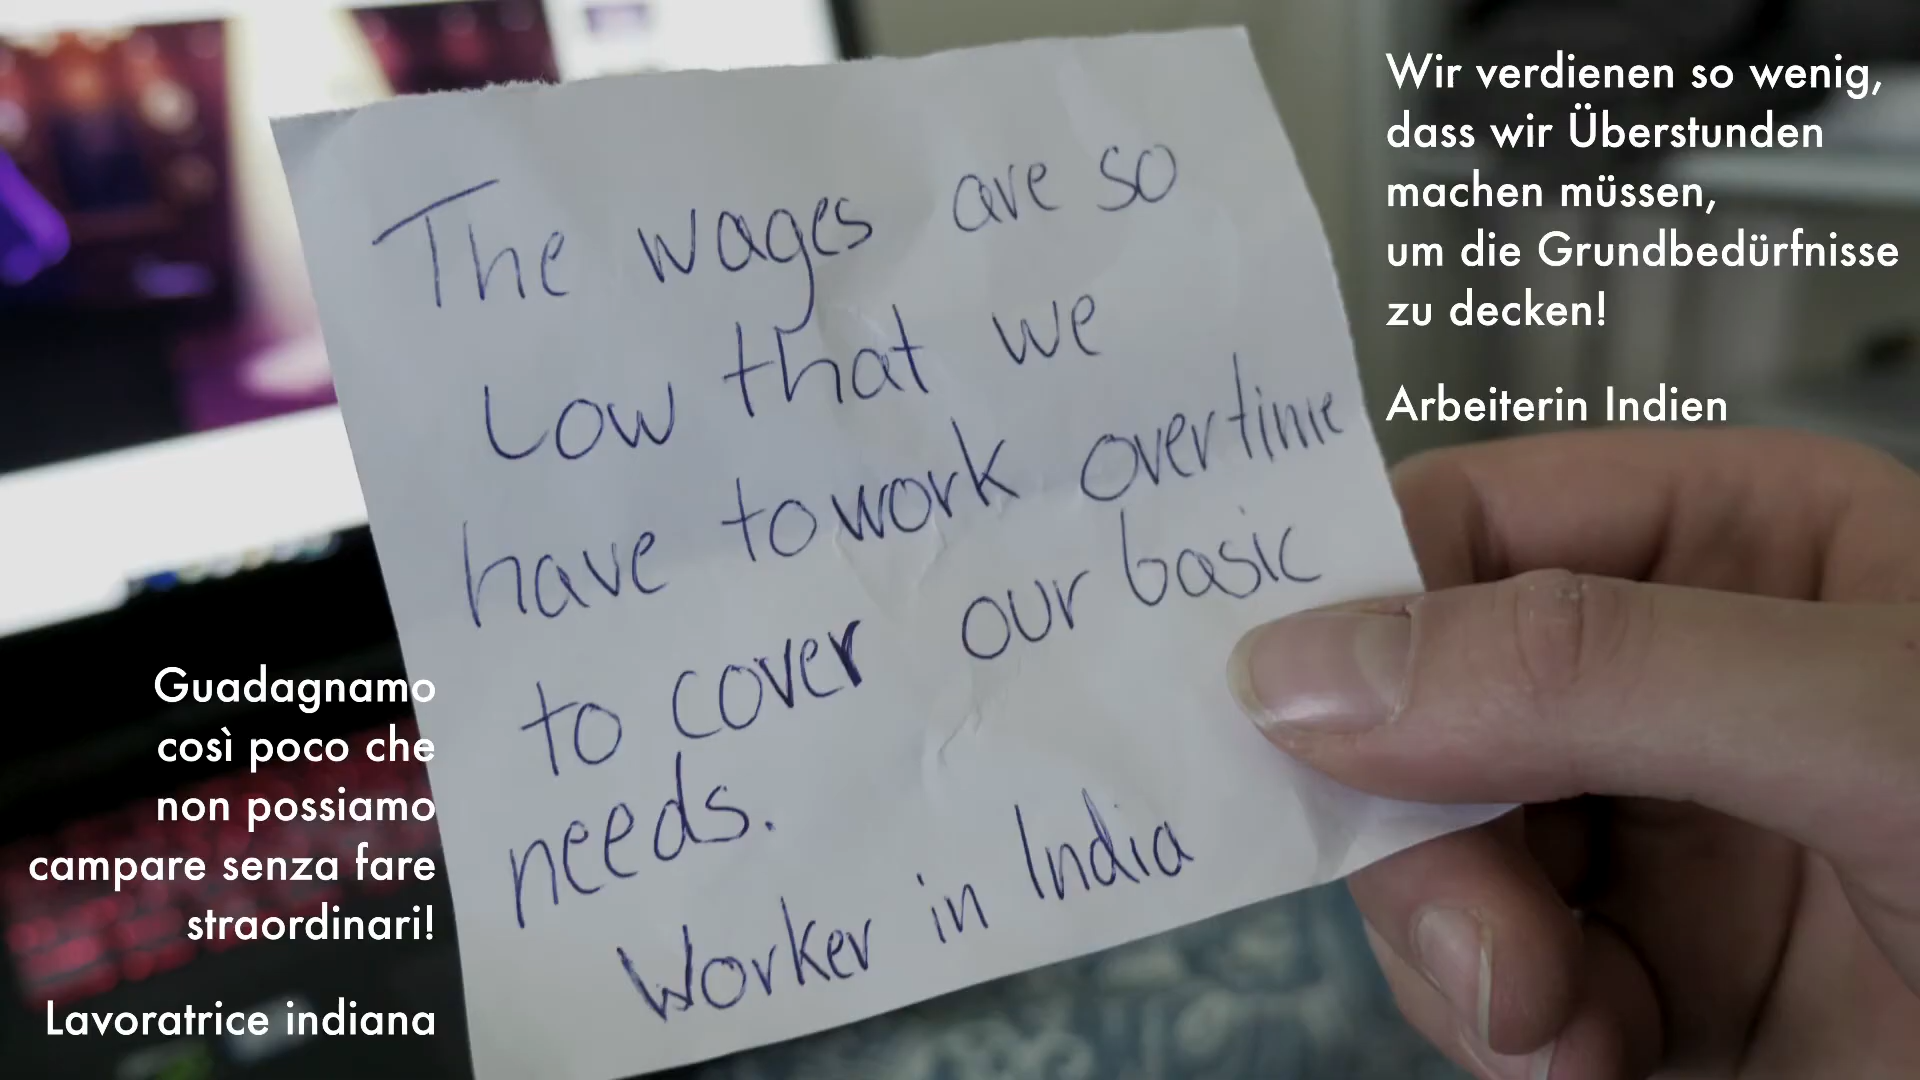 The wages are so
Low that we
have to work overtime
to cover our basic
needs.
Worker in India
Wir verdienen so wenig,
dass wir Überstunden
machen müssen,
um die Grundbedürfnisse
zu decken!
Arbeiterin Indien
Guadagnamo
così poco che
non possiamo
campare senza fare
straordinari!
Lavoratrice indiana